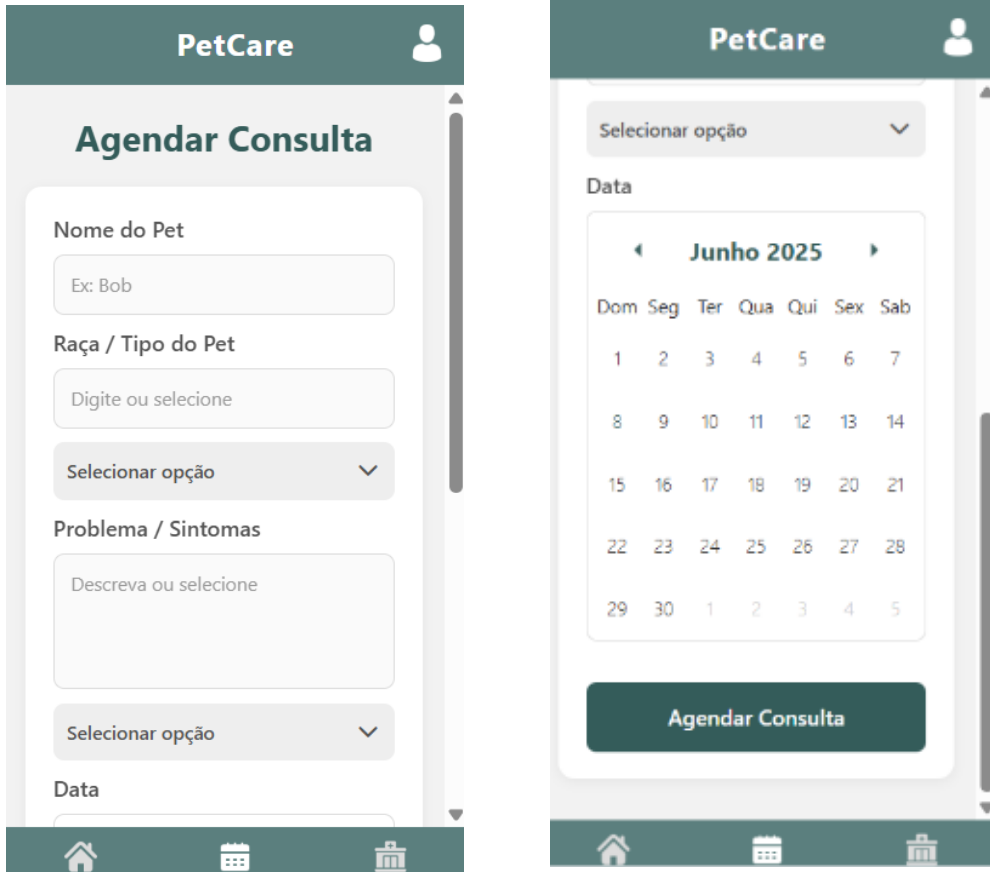 PetCare
Agendar Consulta
Nome do Pet
Ex: Bob
Raça / Tipo do Pet
Digite ou selecione
Selecionar opção
Problema / Sintomas
Descreva ou selecione
Selecionar opção
Data
PetCare
Selecionar opção
Data
Junho 2025
Dom Seg Ter Qua Qui Sex Sab
1 2 3 4 5 6 7
8 9 10 11 12 13 14
15 16 17 18 19 20 21
22 23 24 25 26 27 28
29 30 1 2 3 4 5
Agendar Consulta